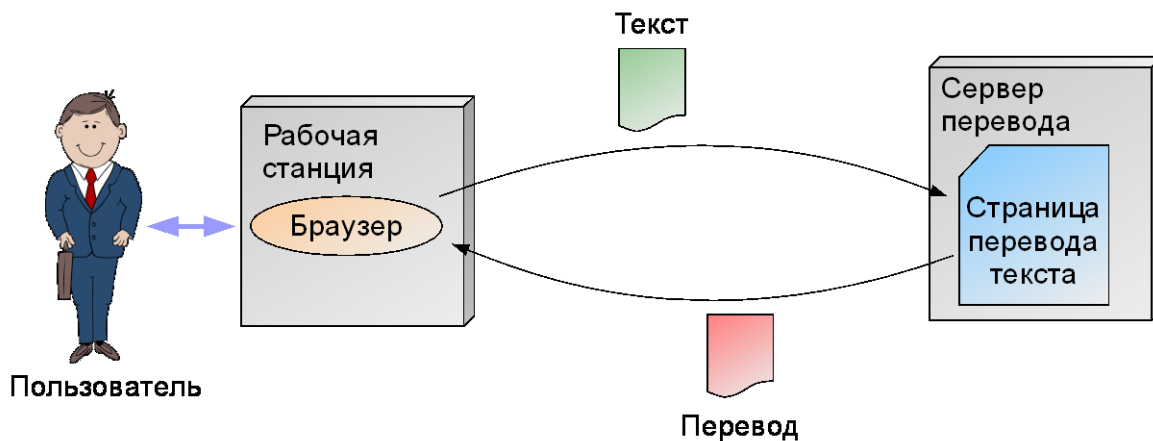 Текст
Сервер
перевода
Рабочая
станция
Браузер
Страница
перевода
текста
Пользователь
Перевод